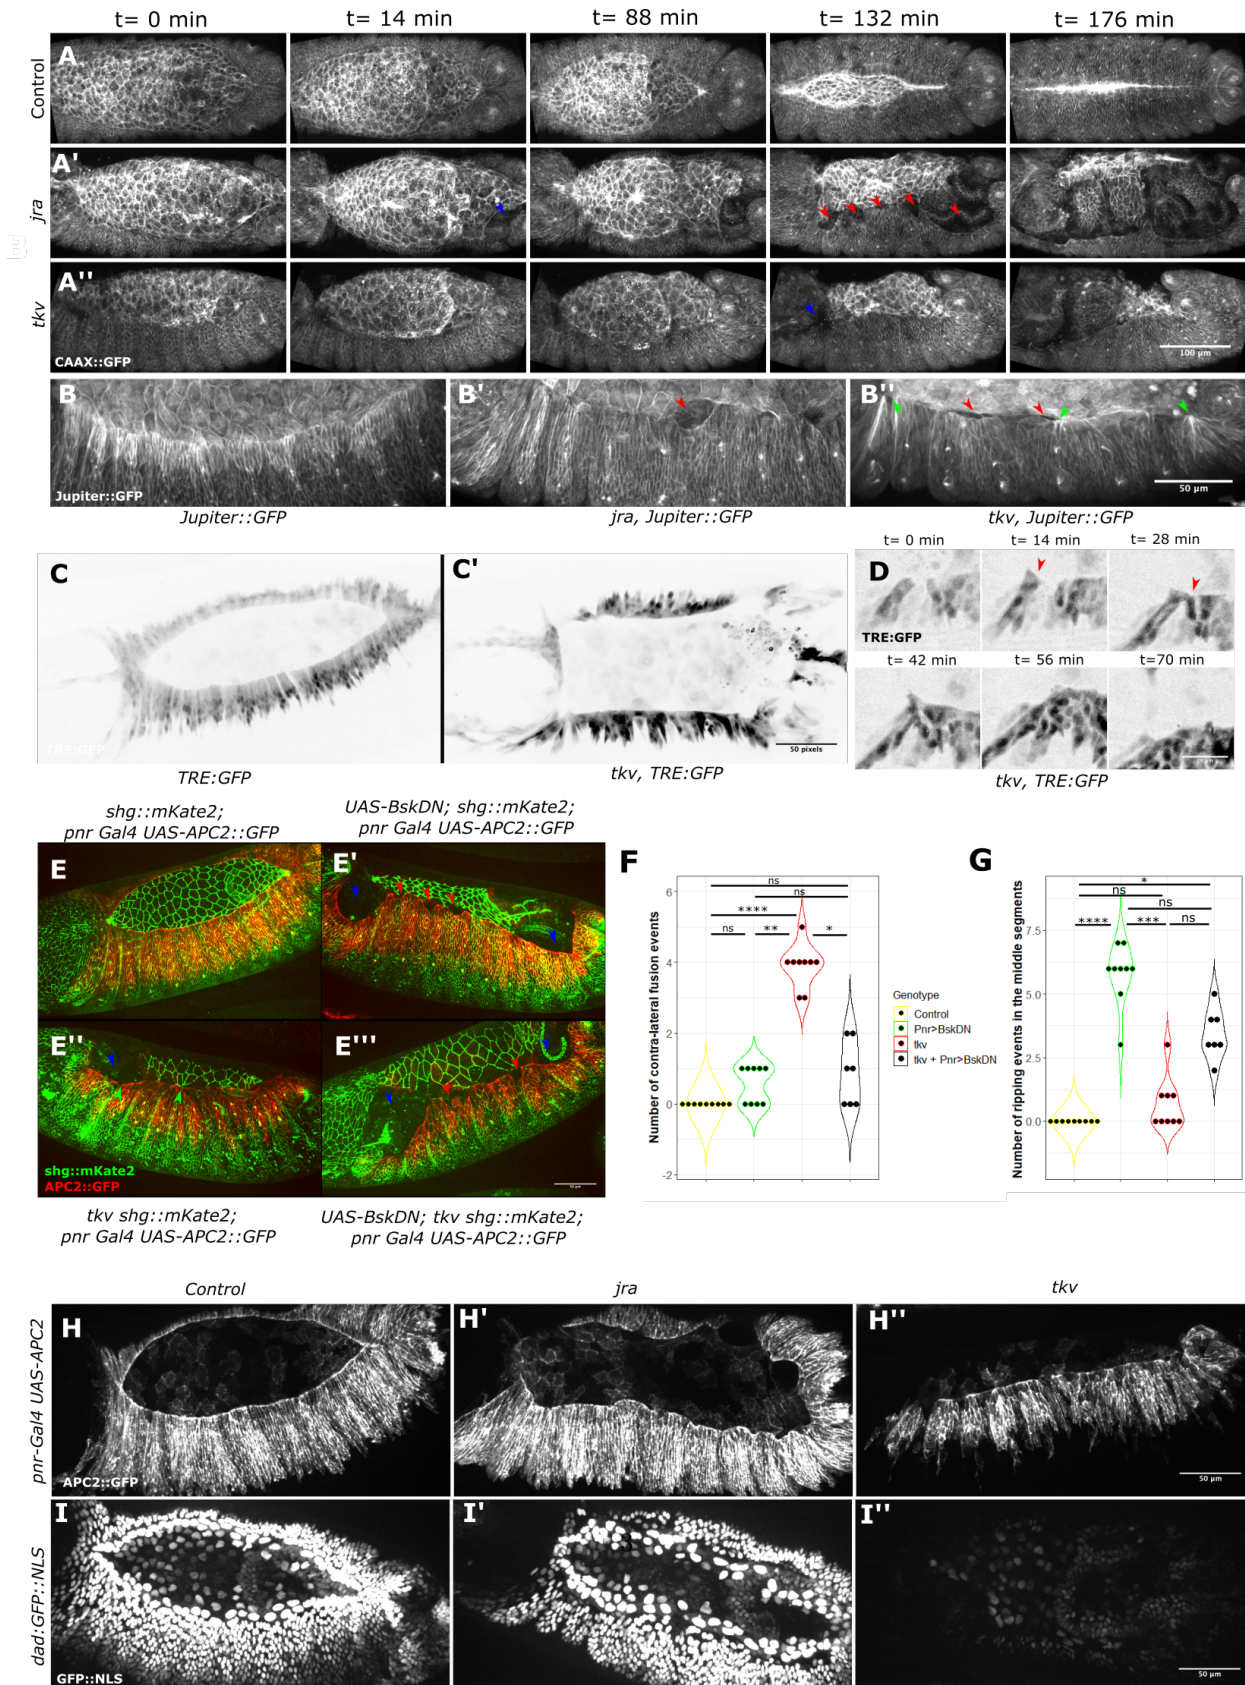 t= 0 min
t= 14 min
t= 88 min
t= 132 min
t= 176 min
Control
A
jra
A'
tkv
A''
CAAX::GFP
100 µm
B
B'
B''
Jupiter::GFP
50 µm
Jupiter::GFP
jra, Jupiter::GFP
tkv, Jupiter::GFP
C
C'
TRE:GFP
50 pixels
TRE:GFP
tkv, TRE:GFP
D
t= 0 min
t= 14 min
t= 28 min
TRE:GFP
t= 42 min
t= 56 min
t=70 min
tkv, TRE:GFP
shg::mKate2;
pnr Gal4 UAS-APC2::GFP
UAS-BskDN; shg::mKate2;
pnr Gal4 UAS-APC2::GFP
E
E'
E''
E'''
shg::mKate2
APC2::GFP
tkv shg::mKate2;
pnr Gal4 UAS-APC2::GFP
UAS-BskDN; tkv shg::mKate2;
pnr Gal4 UAS-APC2::GFP
F
Number of contra-lateral fusion events
6
4
2
0
-2
ns
ns
****
ns
**
*
Genotype
Control
Pnr>BskDN
tkv
tkv + Pnr>BskDN
G
Number of ripping events in the middle segments
7.5
5.0
2.5
0.0
*
ns
ns
****
***
ns
Control
jra
tkv
pnr-Gal4 UAS-APC2
H
H'
H''
APC2::GFP
50 µm
dad:GFP::NLS
I
I'
I''
3
GFP::NLS
50 µm